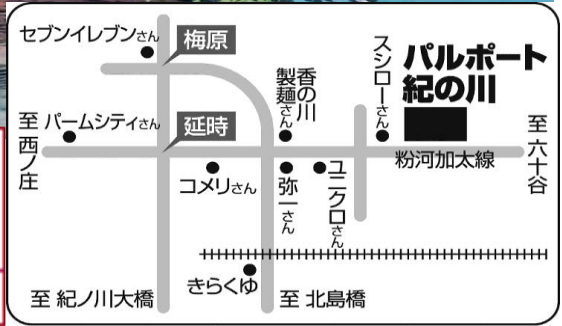 セブンイレブンさん
梅原
スシローさん
パルポート
紀の川
香の川
製麺さん
至西ノ庄
パームシティさん
延時
至六十谷
粉河加太線
コメリさん
弥一さん
ユニクロさん
きらくゆ
至 紀ノ川大橋
至 北島橋